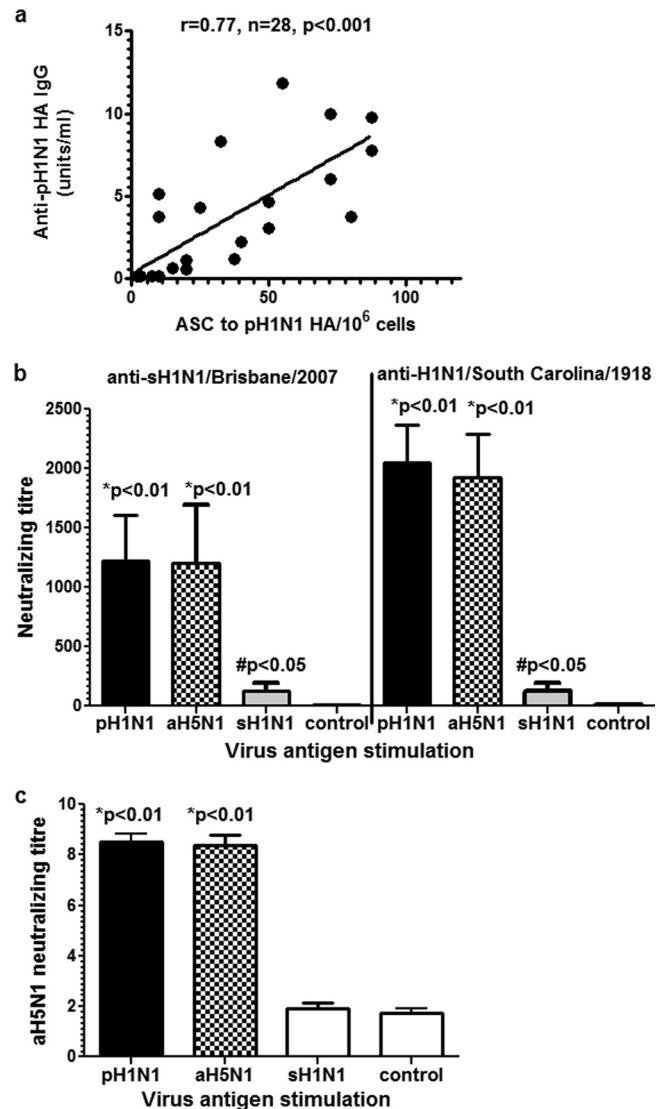 a
r=0.77, n=28, p<0.001
Anti-pH1N1 HA IgG
(units/ml)
15
10
5
0
0
50
100
ASC to pH1N1 HA/10⁶ cells
b
anti-sH1N1/Brisbane/2007
anti-H1N1/South Carolina/1918
Neutralizing titre
2500
2000
1500
1000
500
0
*p<0.01
*p<0.01
#p<0.05
*p<0.01
*p<0.01
#p<0.05
pH1N1 aH5N1 sH1N1 control pH1N1 aH5N1 sH1N1 control
Virus antigen stimulation
c
aH5N1 neutralizing titre
10
8
6
4
2
0
*p<0.01
*p<0.01
pH1N1 aH5N1 sH1N1 control
Virus antigen stimulation